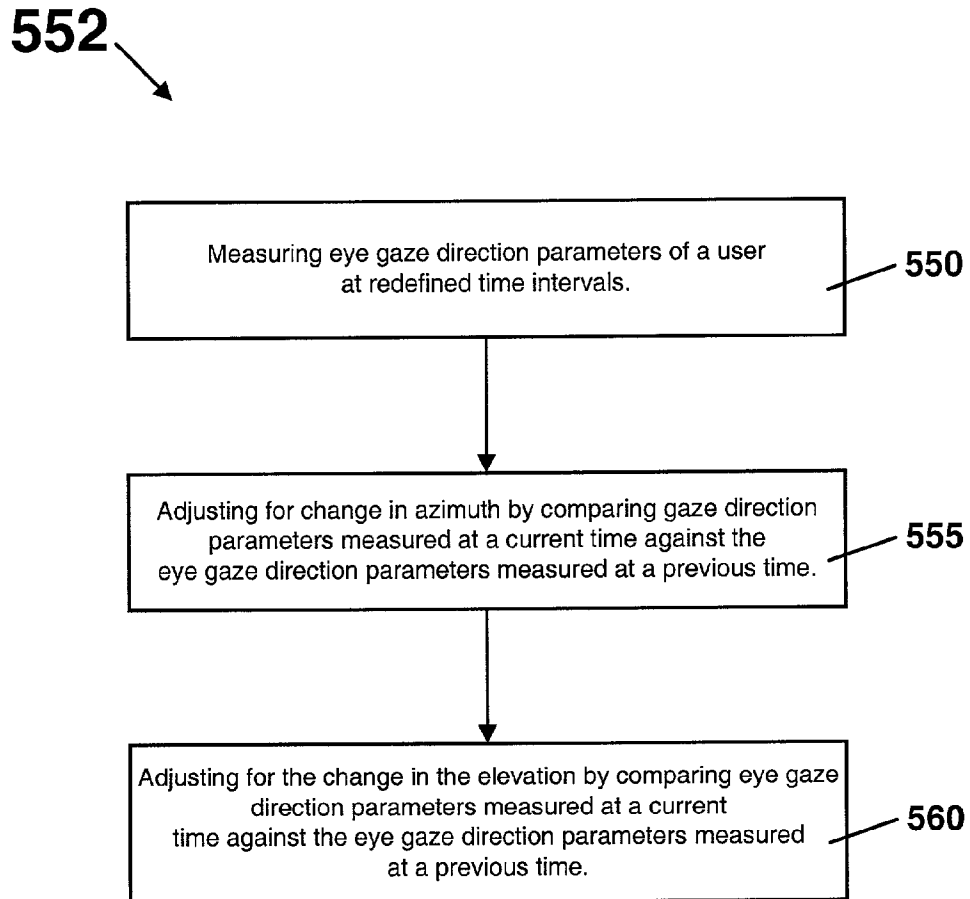 552
Measuring eye gaze direction parameters of a user
at redefined time intervals.
550
Adjusting for change in azimuth by comparing gaze direction
parameters measured at a current time against the
eye gaze direction parameters measured at a previous time.
555
Adjusting for the change in the elevation by comparing eye gaze
direction parameters measured at a current
time against the eye gaze direction parameters measured
at a previous time.
560